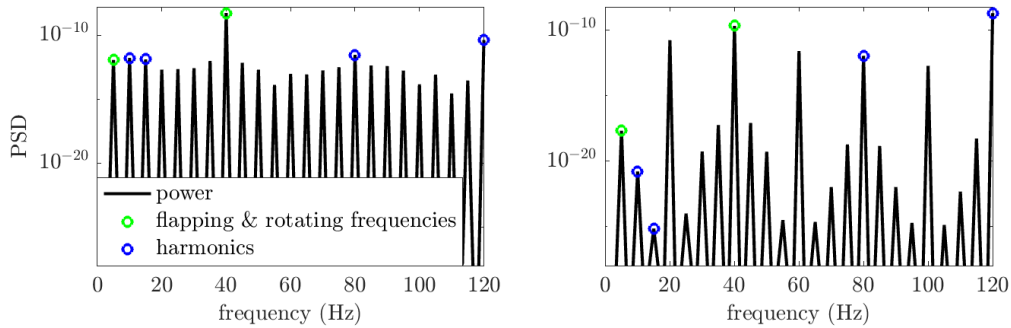 10⁻¹⁰
10⁻²⁰
PSD
power
flapping & rotating frequencies
harmonics
0 20 40 60 80 100 120
frequency (Hz)
10⁻¹⁰
10⁻²⁰
0 20 40 60 80 100 120
frequency (Hz)